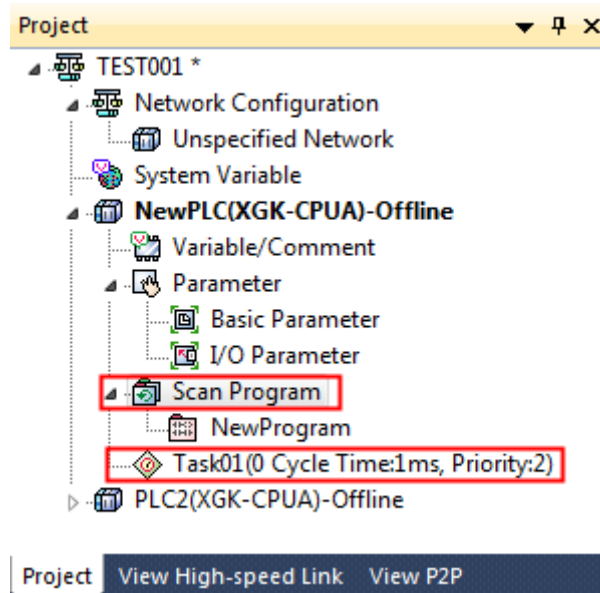 Project
TEST001 *
Network Configuration
Unspecified Network
System Variable
NewPLC(XGK-CPUA)-Offline
Variable/Comment
Parameter
Basic Parameter
I/O Parameter
Scan Program
NewProgram
Task01(0 Cycle Time:1ms, Priority:2)
PLC2(XGK-CPUA)-Offline
Project View High-speed Link View P2P